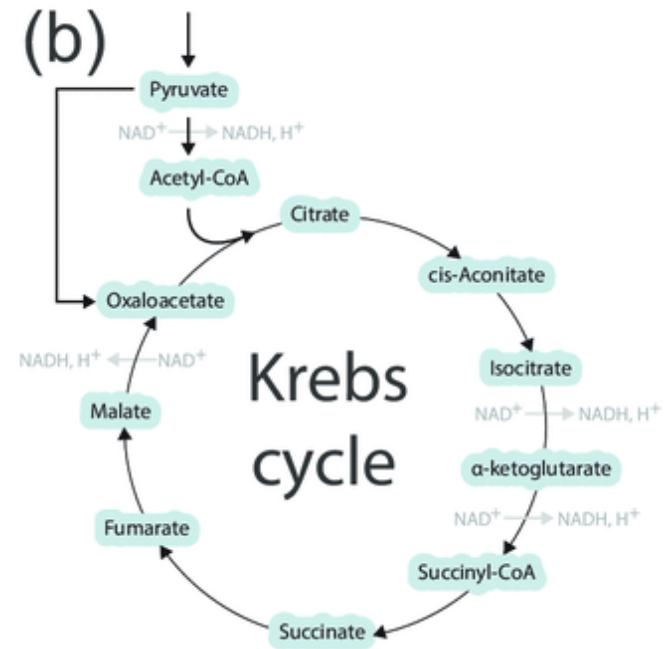 (b)
Pyruvate
NAD⁺ NADH, H⁺
Acetyl-CoA
Citrate
cis-Aconitate
Oxaloacetate
NADH, H⁺ NAD⁺
Krebs
cycle
Isocitrate
Malate
NAD⁺ NADH, H⁺
α-ketoglutarate
NAD⁺ NADH, H⁺
Fumarate
Succinyl-CoA
Succinate